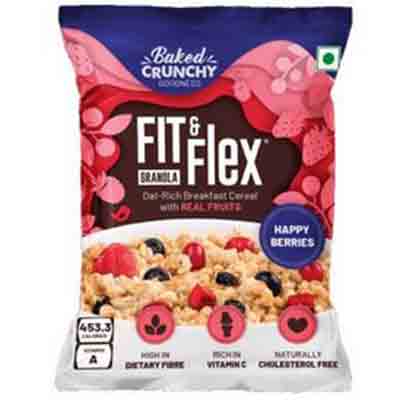 Baked
CRUNCHY
GOODNESS
FIT &
Flex
GRANOLA
Oat-Rich Breakfast Cereal
with REAL FRUITS
HAPPY
BERRIES
453.3
CALORIES
VITAMIN
A
HIGH IN
DIETARY FIBRE
RICH IN
VITAMIN C
NATURALLY
CHOLESTEROL FREE